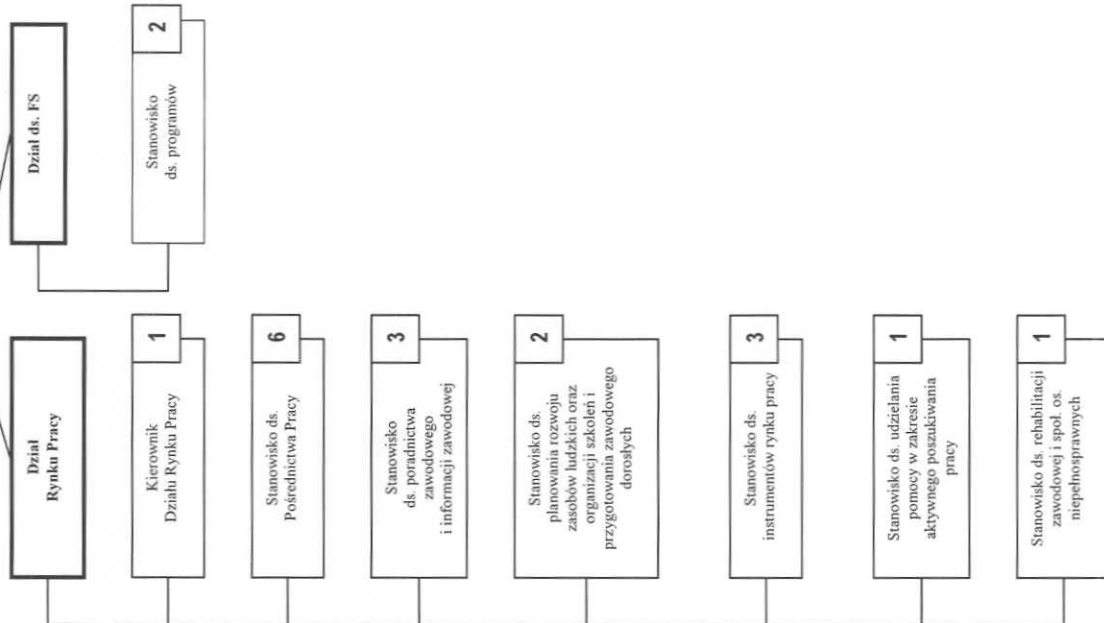 Dział
Rynku Pracy
Kierownik
Działu Rynku Pracy
1
Stanowisko ds.
Pośrednictwa Pracy
6
Stanowisko
ds. poradnictwa
zawodowego
i informacji zawodowej
3
Stanowisko ds.
planowania rozwoju
zasobów ludzkich oraz
organizacji szkoleń i
przygotowania zawodowego
dorosłych
2
Stanowisko ds.
instrumentów rynku pracy
3
Stanowisko ds. udzielania
pomocy w zakresie
aktywnego poszukiwania
pracy
1
Stanowisko ds. rehabilitacji
zawodowej i społ. os.
niepełnosprawnych
1
Dział ds. FS
Stanowisko
ds. programów
2